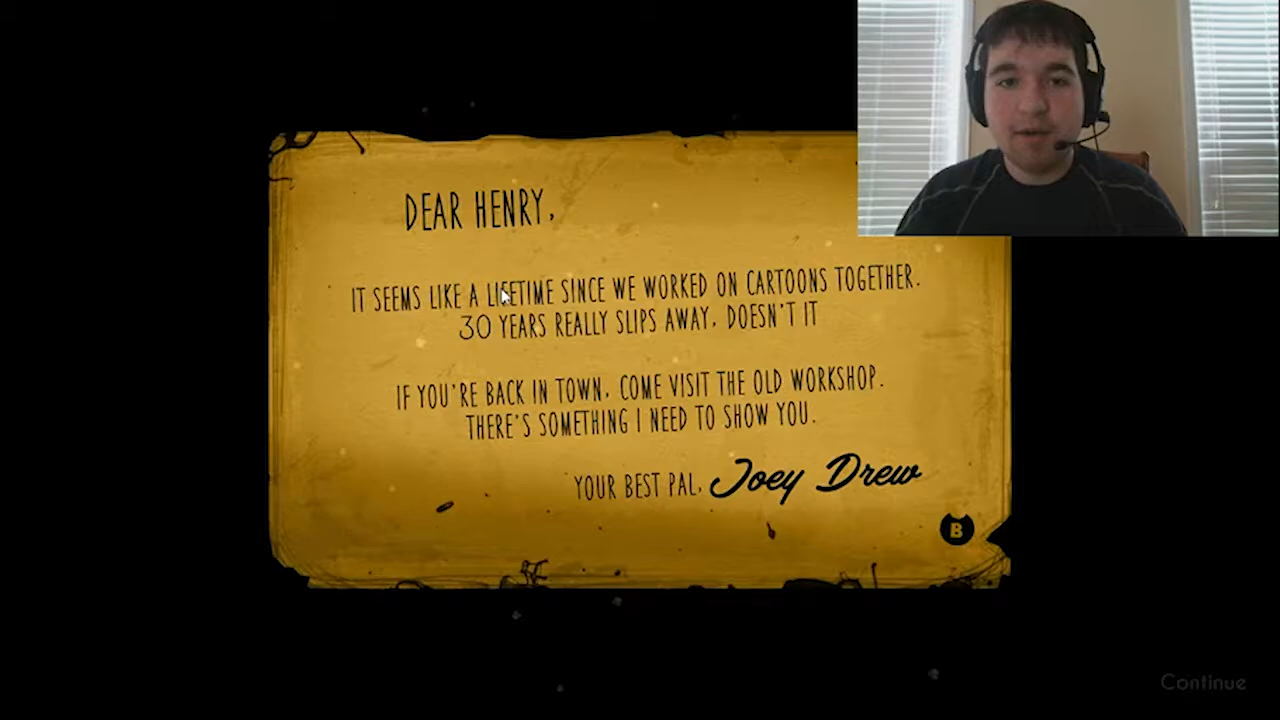 DEAR HENRY,
IT SEEMS LIKE A LIFETIME SINCE WE WORKED ON CARTOONS TOGETHER.
30 YEARS REALLY SLIPS AWAY, DOESN'T IT
IF YOU'RE BACK IN TOWN, COME VISIT THE OLD WORKSHOP.
THERE'S SOMETHING I NEED TO SHOW YOU.
YOUR BEST PAL, Joey Drew
B
Continue